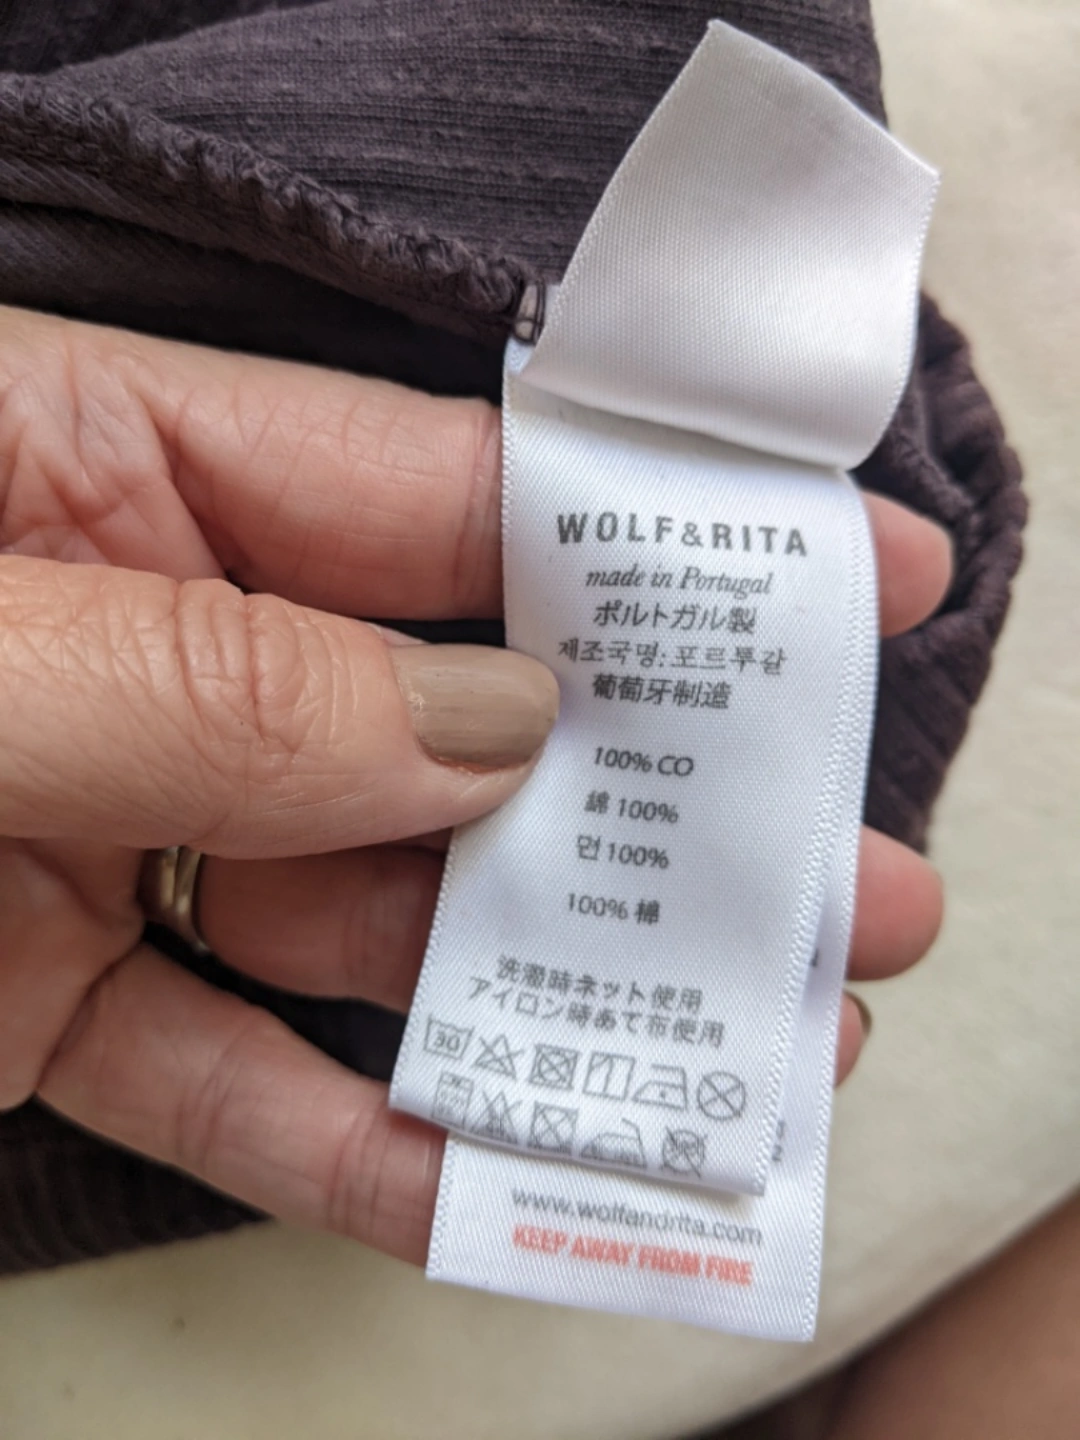 WOLF&RITA
made in Portugal
ポルトガル製
제조국명:포르투갈
葡萄牙制造
100% CO
綿 100%
면 100%
100% 棉
洗濯時ネット使用
アイロン時あて布使用
30
www.wolfandrita.com
KEEP AWAY FROM FIRE